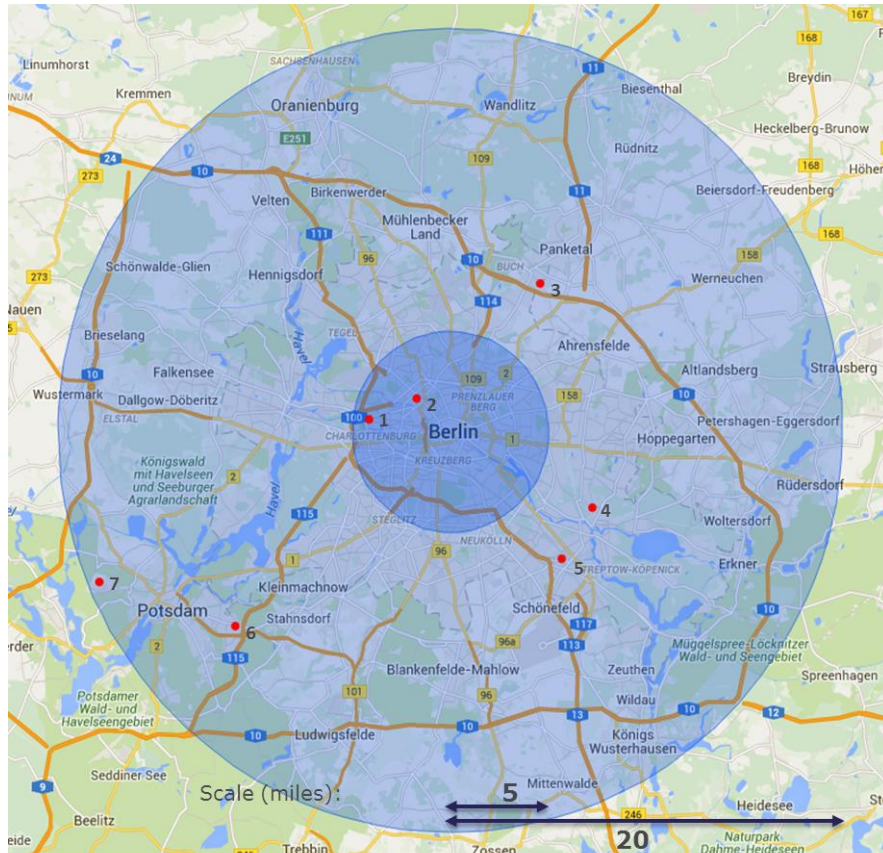 167
Linumhorst
SACHSENHAUSEN
11
168
Kremmen
Breydin
ONUM
Oranienburg
Wandlitz
Biesenthal
E251
Heckelberg-Brunow
24
109
Rüdnitz
273
10
Birkenwerder
11
Beiersdorf-Freudenberg
Velten
Mühlenbecker
Land
111
168
96
Panketal
Schönwalde-Glien
10
BUCH
158
273
Hennigsdorf
Werneuchen
3
114
Nauen
TEGEL
Havel
Brieselang
Ahrensfelde
Falkensee
2
Altlandsberg
Strausberg
10
109
Wustermark
Dallgow-Döberitz
2
PRENZLAUER
BERG
158
10
ELSTAL
100
1
Petershagen-Eggersdorf
CHARLOTTENBURG
Berlin
1
Hoppegarten
KREUZBERG
Königswald
mit Havelseen
und Seeburger
Agrarlandschaft
2
Havel
Rüdersdorf
115
4
STEGLITZ
Woltersdorf
NEUKÖLLN
96
1
5
TREPTOW-KÖPENICK
Erkner
7
Kleinmachnow
Potsdam
Stahnsdorf
Schönefeld
10
6
117
2
96a
113
Müggelspree-Löcknitzer
Wald- und Seengebiet
115
Blankenfelde-Mahlow
Zeuthen
Spreenhagen
Potsdamer
Wald- und
Havelseengebiet
101
96
Wildau
10
12
13
10
10
Ludwigsfelde
Königs
Wusterhausen
Seddiner See
9
Mittenwalde
Scale (miles):
5
Heidesee
Beelitz
246
20
Trebbin
Zossen
Naturpark
Dahme-Heideseen